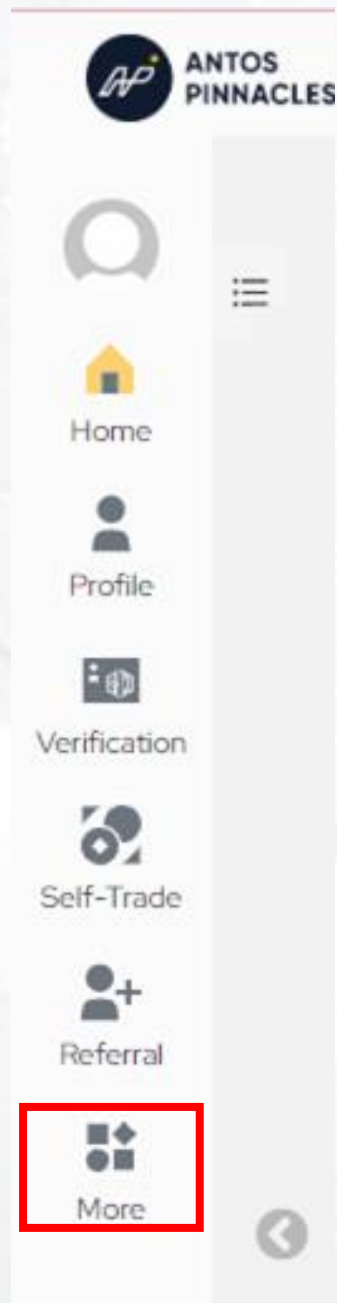 ANTOS
PINNACLES
Home
Profile
Verification
Self-Trade
Referral
More